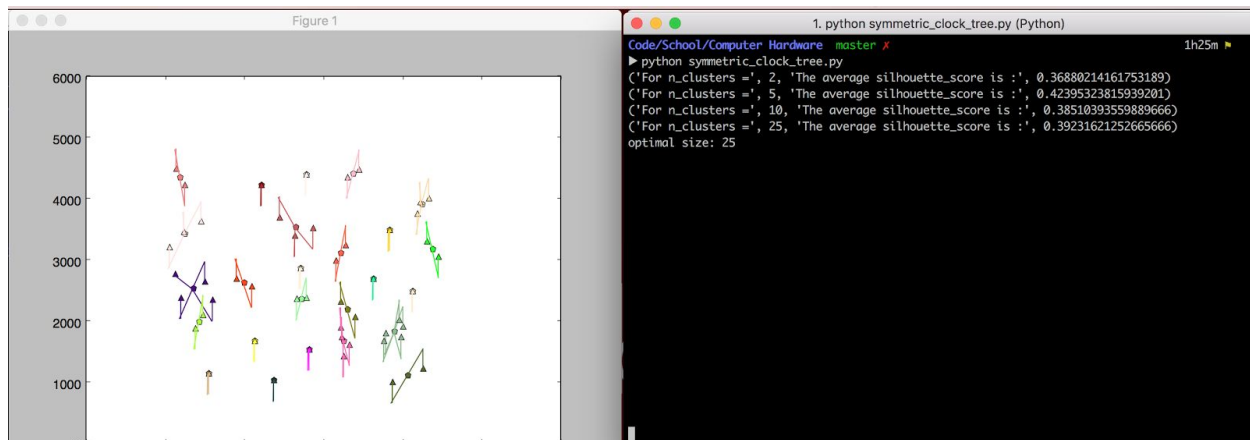 Figure 1
6000
5000
4000
3000
2000
1000
1. python symmetric_clock_tree.py (Python)
Code/School/Computer Hardware master ✗ 1h25m ⚑
▶ python symmetric_clock_tree.py
('For n_clusters =', 2, 'The average silhouette_score is :', 0.36880214161753189)
('For n_clusters =', 5, 'The average silhouette_score is :', 0.42395323815939201)
('For n_clusters =', 10, 'The average silhouette_score is :', 0.38510393559889666)
('For n_clusters =', 25, 'The average silhouette_score is :', 0.39231621252665666)
optimal size: 25